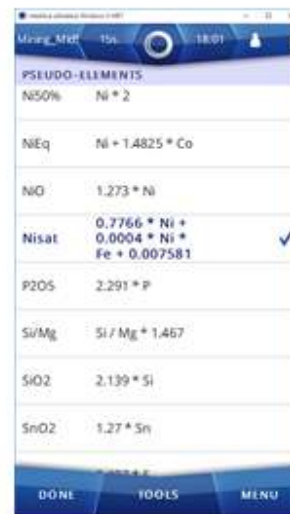 15s
18:01
PSEUDO-ELEMENTS
Ni50% Ni * 2
NiEq Ni + 1.4825 * Co
NiO 1.273 * Ni
Nisat 0.7766 * Ni +
0.0004 * Ni *
Fe + 0.007581
P2O5 2.291 * P
Si/Mg Si / Mg * 1.467
SiO2 2.139 * Si
SnO2 1.27 * Sn
DONE TOOLS MENU